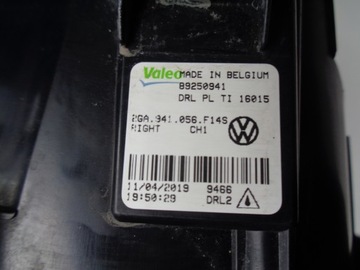 Valeo MADE IN BELGIUM
89250941
DRL PL TI 16015
2GA.941.056.F14S
RIGHT CH1
11/04/2019 9466
19:50:29 DRL2